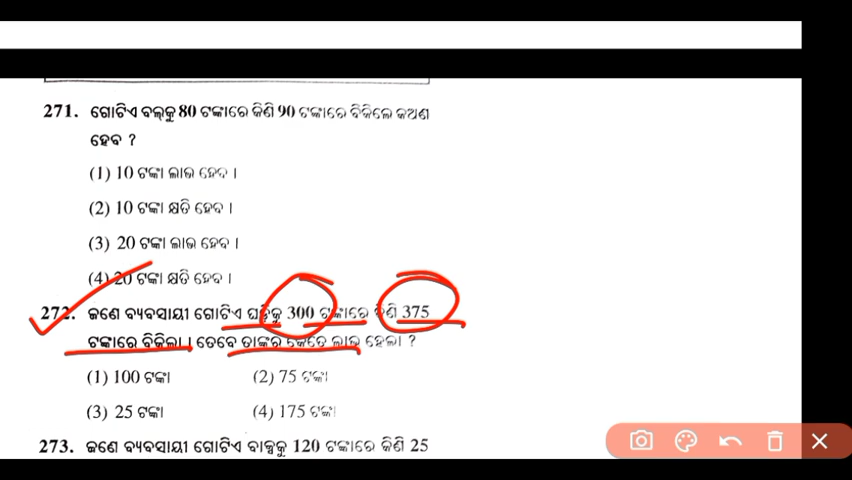 271. ଗୋଟିଏ ବଲ୍‌କୁ 80 ଟଙ୍କାରେ କିଣି 90 ଟଙ୍କାରେ ବିକିଲେ କଅଣ
ହେବ ?
(1) 10 ଟଙ୍କା ଲାଭ ହେବ ।
(2) 10 ଟଙ୍କା କ୍ଷତି ହେବ ।
(3) 20 ଟଙ୍କା ଲାଭ ହେବ ।
(4) 20 ଟଙ୍କା କ୍ଷତି ହେବ ।
272. ଜଣେ ବ୍ୟବସାୟୀ ଗୋଟିଏ ଘଡ଼ିକୁ 300 ଟଙ୍କାରେ କିଣି 375
ଟଙ୍କାରେ ବିକିଲା । ତେବେ ତାଙ୍କର କେତେ ଲାଭ ହେଲା ?
(1) 100 ଟଙ୍କା (2) 75 ଟଙ୍କା
(3) 25 ଟଙ୍କା (4) 175 ଟଙ୍କା
273. ଜଣେ ବ୍ୟବସାୟୀ ଗୋଟିଏ ବାକ୍ସକୁ 120 ଟଙ୍କାରେ କିଣି 25